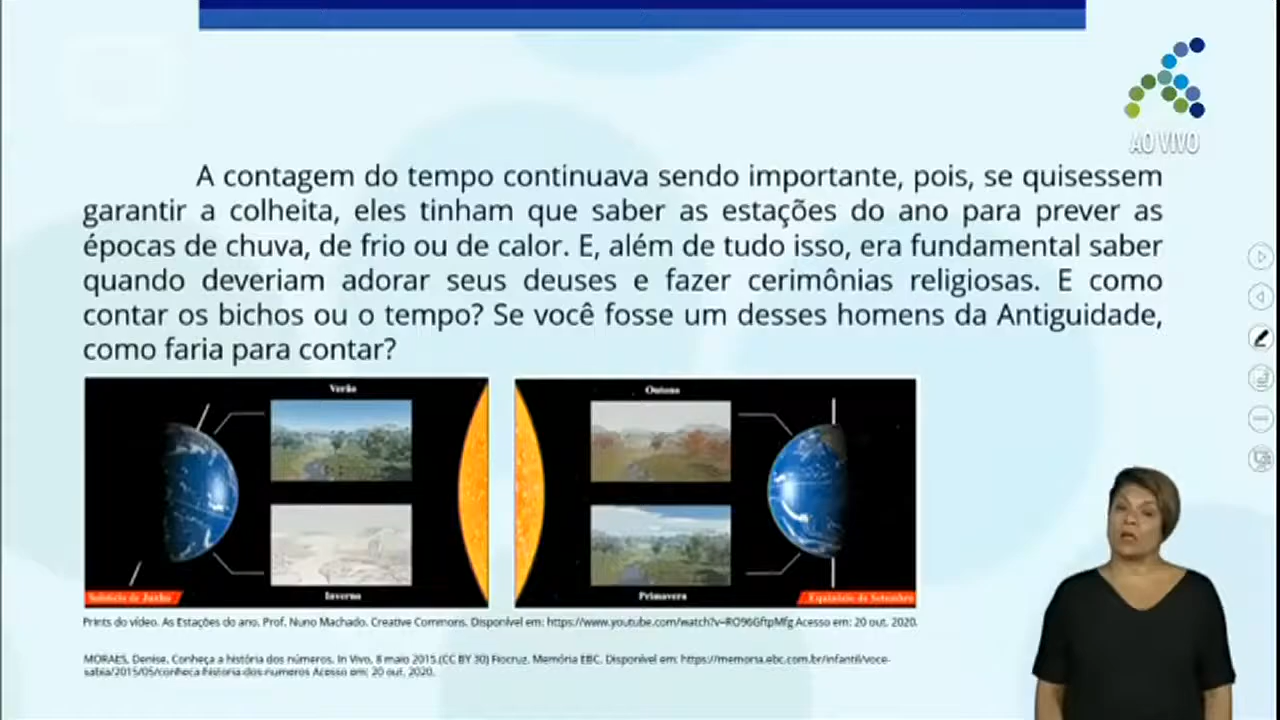 AO VIVO
A contagem do tempo continuava sendo importante, pois, se quisessem
garantir a colheita, eles tinham que saber as estações do ano para prever as
épocas de chuva, de frio ou de calor. E, além de tudo isso, era fundamental saber
quando deveriam adorar seus deuses e fazer cerimônias religiosas. E como
contar os bichos ou o tempo? Se você fosse um desses homens da Antiguidade,
como faria para contar?
Verão
Inverno
Solstício de Junho
Outono
Primavera
Equinócio de Setembro
Prints do vídeo. As Estações do ano. Prof. Nuno Machado. Creative Commons. Disponível em: https://www.youtube.com/watch?v=RO96GftpMfg Acesso em: 20 out. 2020.
MORAES, Denise. Conheça a história dos números. In Vivo, 8 maio 2015.(CC BY 30) Fiocruz. Memória EBC. Disponível em: https://memoria.ebc.com.br/infantil/voce-
sabia/2015/05/conheca-historia-dos-numeros Acesso em: 20 out. 2020.